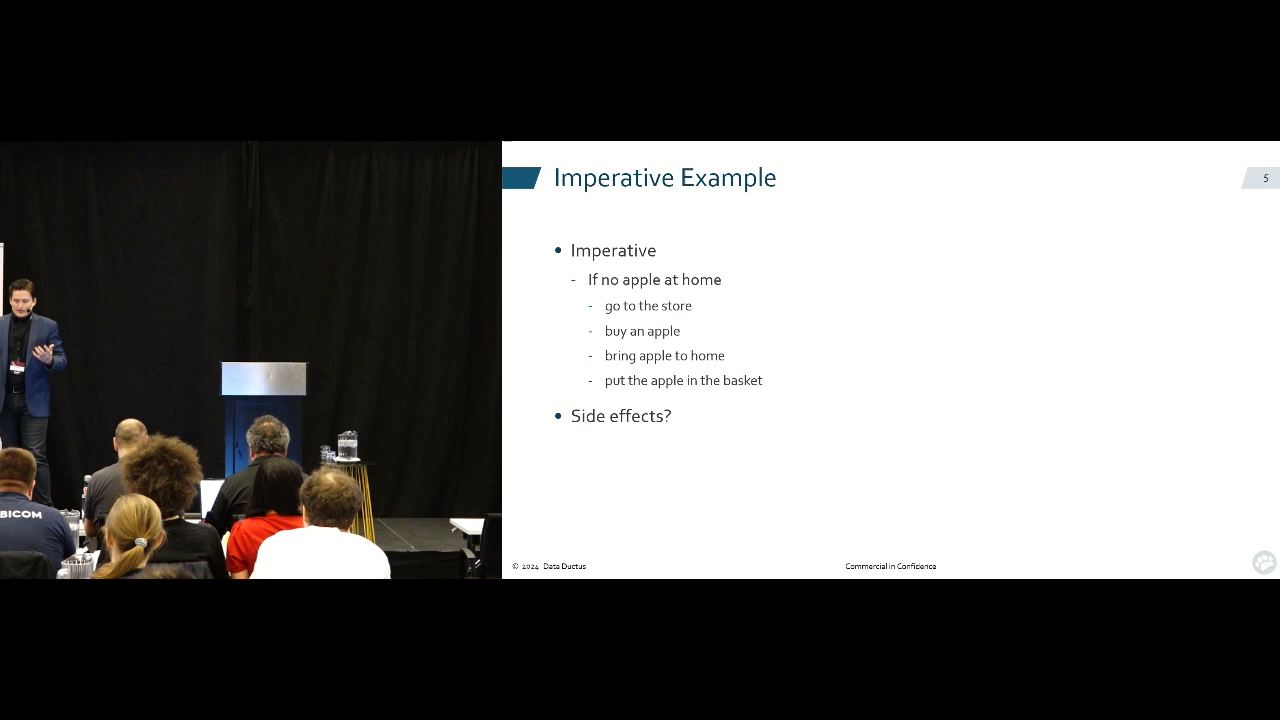 Imperative Example
5
• Imperative
- If no apple at home
- go to the store
- buy an apple
- bring apple to home
- put the apple in the basket
• Side effects?
BICOM
© 2024 Data Ductus
Commercial in Confidence